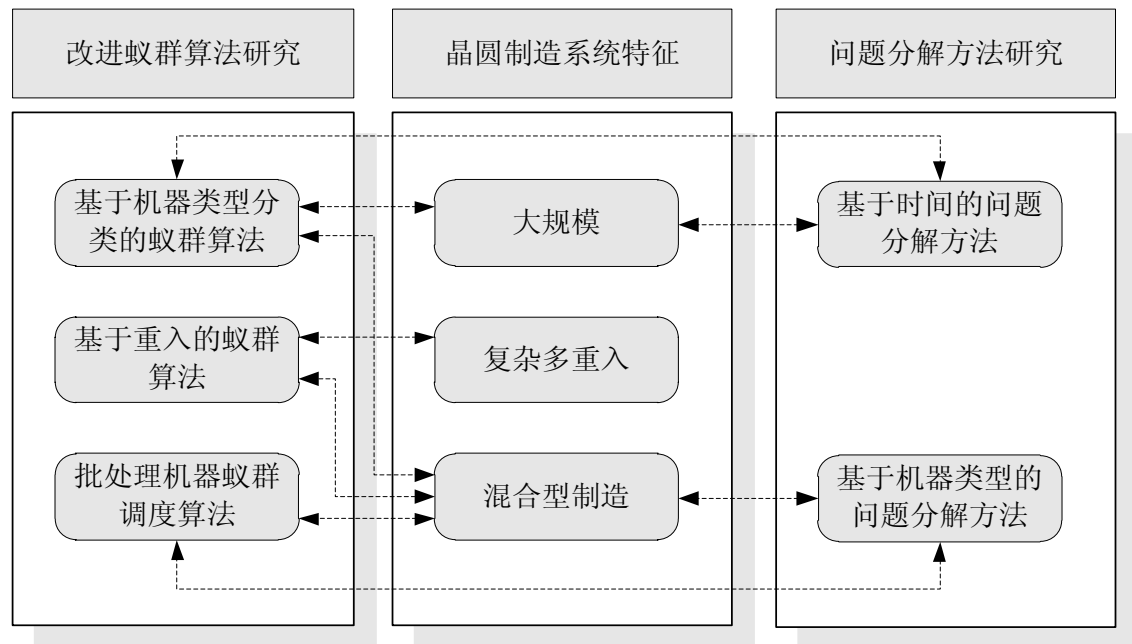 改进蚁群算法研究
晶圆制造系统特征
问题分解方法研究
基于机器类型分
类的蚁群算法
大规模
基于时间的问题
分解方法
基于重入的蚁群
算法
复杂多重入
批处理机器蚁群
调度算法
混合型制造
基于机器类型的
问题分解方法